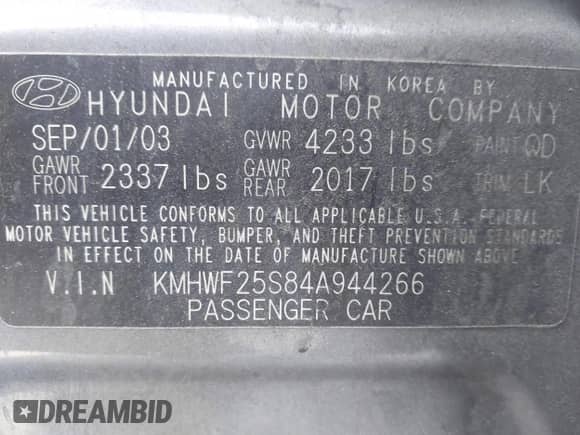 MANUFACTURED IN KOREA BY
HYUNDAI MOTOR COMPANY
SEP/01/03 GVWR 4233 lbs PAINT QD
GAWR FRONT 2337 lbs GAWR REAR 2017 lbs TRIM LK
THIS VEHICLE CONFORMS TO ALL APPLICABLE U.S.A. FEDERAL
MOTOR VEHICLE SAFETY, BUMPER, AND THEFT PREVENTION STANDARDS
IN EFFECT ON THE DATE OF MANUFACTURE SHOWN ABOVE
V.I.N KMHWF25S84A944266
PASSENGER CAR
DREAMBID